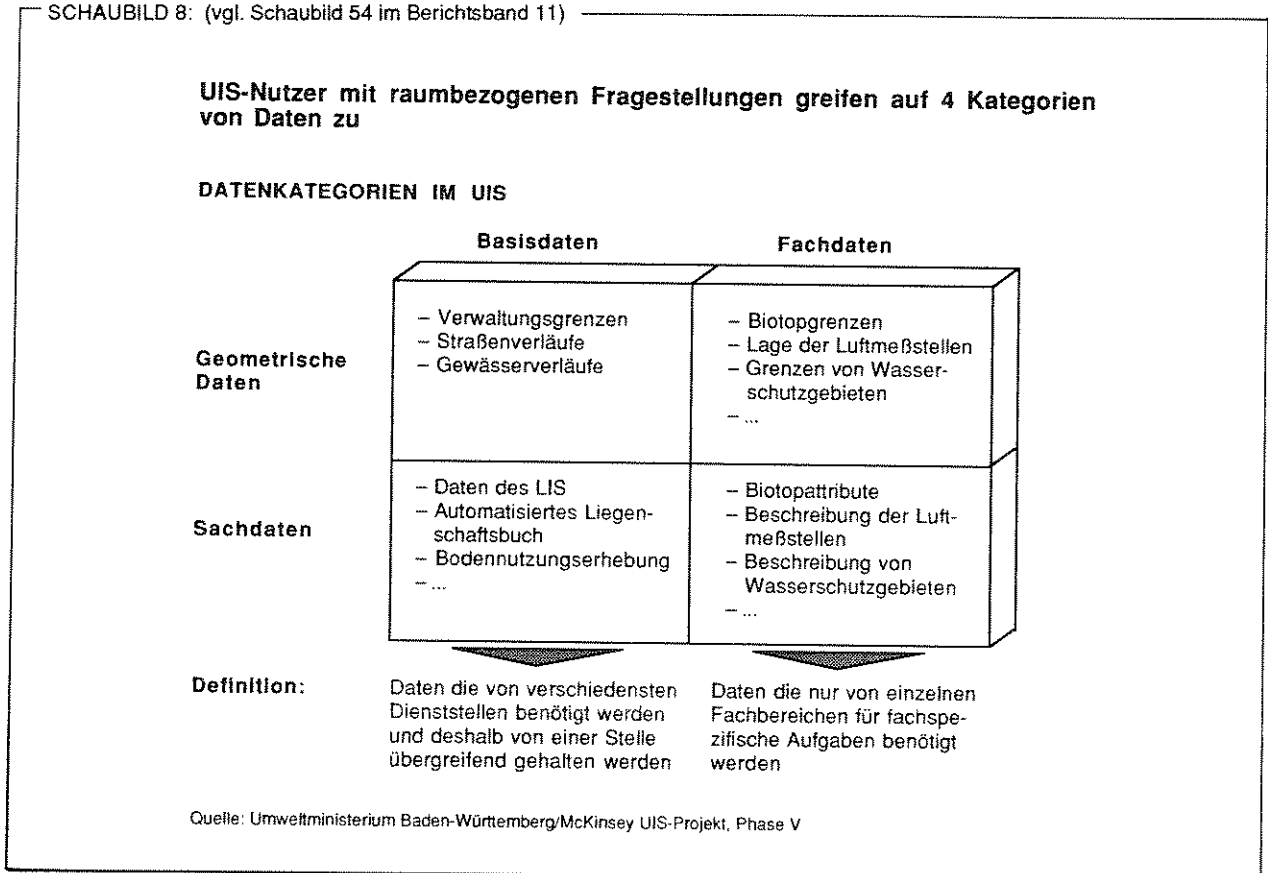 SCHAUBILD 8: (vgl. Schaubild 54 im Berichtsband 11)
UIS-Nutzer mit raumbezogenen Fragestellungen greifen auf 4 Kategorien
von Daten zu
DATENKATEGORIEN IM UIS
Basisdaten
Fachdaten
Geometrische
Daten
– Verwaltungsgrenzen
– Straßenverläufe
– Gewässerverläufe
– Biotopgrenzen
– Lage der Luftmeßstellen
– Grenzen von Wasser-
schutzgebieten
– ...
Sachdaten
– Daten des LIS
– Automatisiertes Liegen-
schaftsbuch
– Bodennutzungserhebung
– ...
– Biotopattribute
– Beschreibung der Luft-
meßstellen
– Beschreibung von
Wasserschutzgebieten
– ...
Definition:
Daten die von verschiedensten
Dienststellen benötigt werden
und deshalb von einer Stelle
übergreifend gehalten werden
Daten die nur von einzelnen
Fachbereichen für fachspe-
zifische Aufgaben benötigt
werden
Quelle: Umweltministerium Baden-Württemberg/McKinsey UIS-Projekt, Phase V